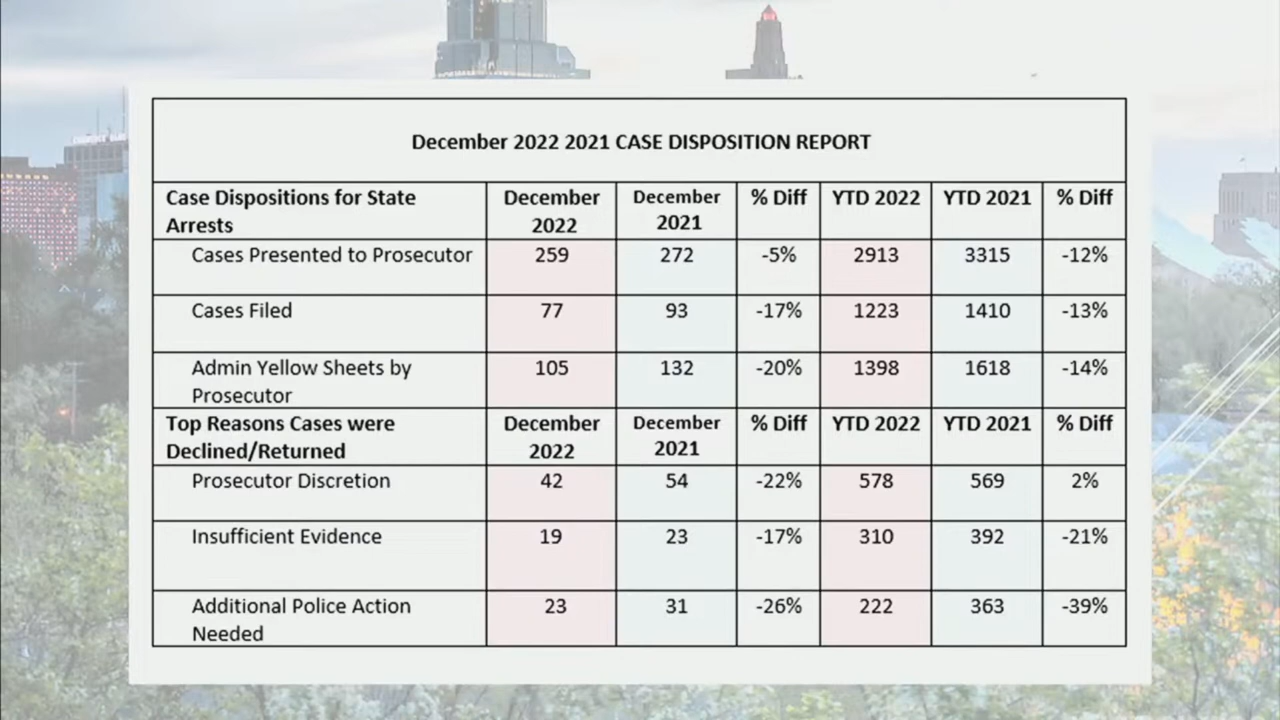 December 2022 2021 CASE DISPOSITION REPORT
Case Dispositions for State Arrests | December 2022 | December 2021 | % Diff | YTD 2022 | YTD 2021 | % Diff
Cases Presented to Prosecutor | 259 | 272 | -5% | 2913 | 3315 | -12%
Cases Filed | 77 | 93 | -17% | 1223 | 1410 | -13%
Admin Yellow Sheets by Prosecutor | 105 | 132 | -20% | 1398 | 1618 | -14%
Top Reasons Cases were Declined/Returned | December 2022 | December 2021 | % Diff | YTD 2022 | YTD 2021 | % Diff
Prosecutor Discretion | 42 | 54 | -22% | 578 | 569 | 2%
Insufficient Evidence | 19 | 23 | -17% | 310 | 392 | -21%
Additional Police Action Needed | 23 | 31 | -26% | 222 | 363 | -39%